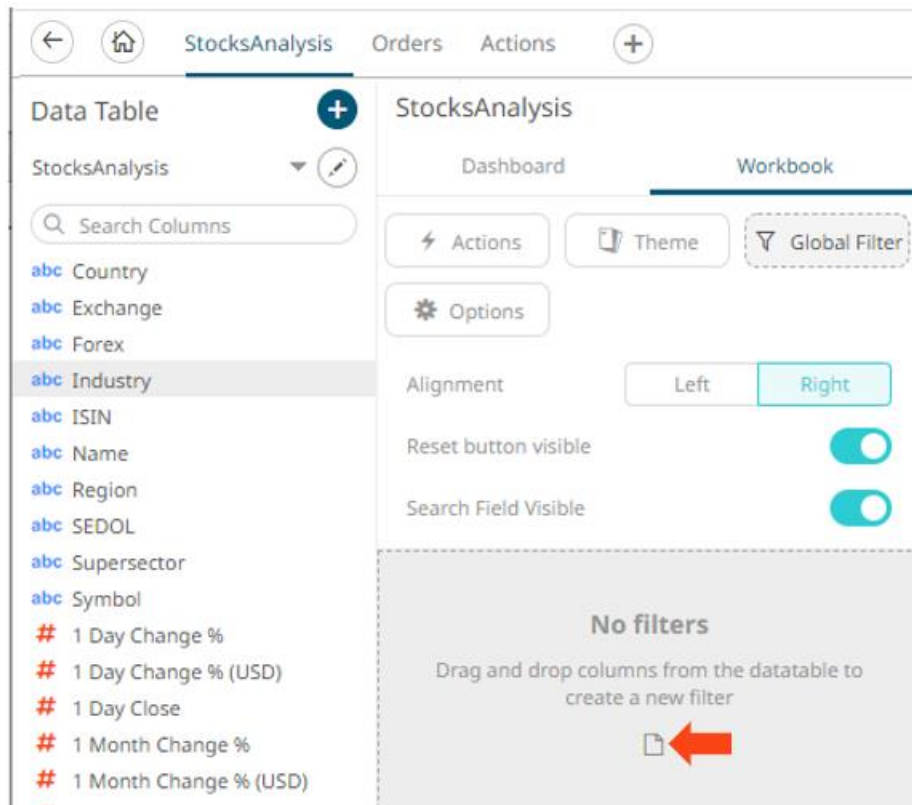 StocksAnalysis Orders Actions
Data Table
StocksAnalysis
Search Columns
abc Country
abc Exchange
abc Forex
abc Industry
abc ISIN
abc Name
abc Region
abc SEDOL
abc Supersector
abc Symbol
# 1 Day Change %
# 1 Day Change % (USD)
# 1 Day Close
# 1 Month Change %
# 1 Month Change % (USD)
StocksAnalysis
Dashboard Workbook
Actions Theme Global Filter
Options
Alignment Left Right
Reset button visible
Search Field Visible
No filters
Drag and drop columns from the datatable to
create a new filter